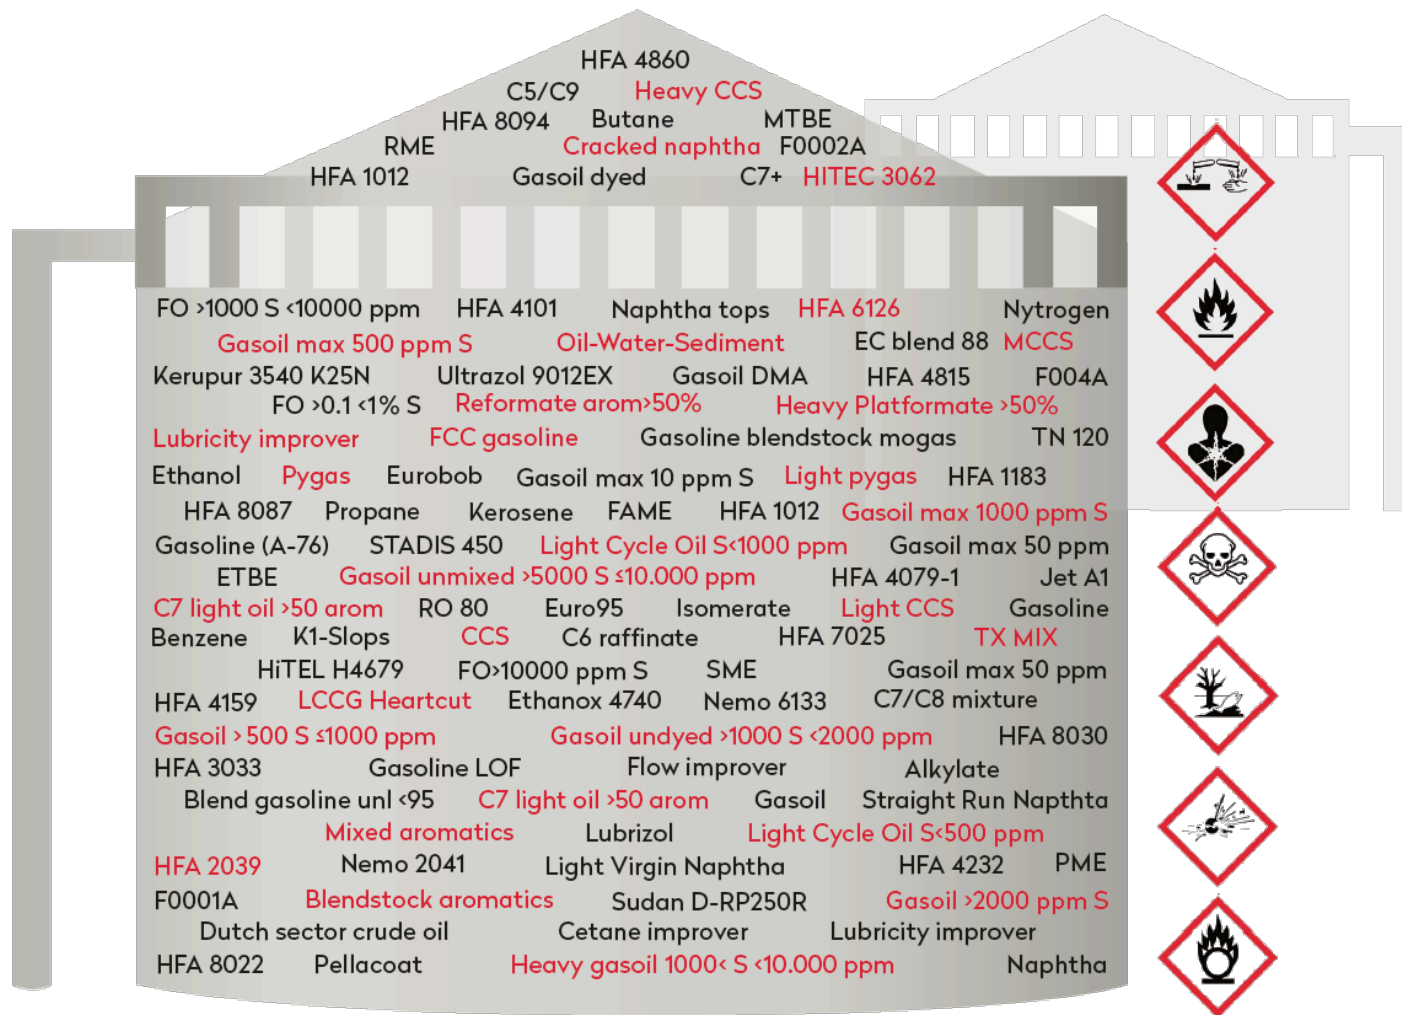 HFA 4860
C5/C9 Heavy CCS
HFA 8094 Butane MTBE
RME Cracked naphtha F0002A
HFA 1012 Gasoil dyed C7+ HITEC 3062
FO >1000 S <10000 ppm HFA 4101 Naphtha tops HFA 6126 Nytrogen
Gasoil max 500 ppm S Oil-Water-Sediment EC blend 88 MCCS
Kerupur 3540 K25N Ultrazol 9012EX Gasoil DMA HFA 4815 F004A
FO >0.1 <1% S Reformate arom>50% Heavy Platformate >50%
Lubricity improver FCC gasoline Gasoline blendstock mogas TN 120
Ethanol Pygas Eurobob Gasoil max 10 ppm S Light pygas HFA 1183
HFA 8087 Propane Kerosene FAME HFA 1012 Gasoil max 1000 ppm S
Gasoline (A-76) STADIS 450 Light Cycle Oil S<1000 ppm Gasoil max 50 ppm
ETBE Gasoil unmixed >5000 S ≤10.000 ppm HFA 4079-1 Jet A1
C7 light oil >50 arom RO 80 Euro95 Isomerate Light CCS Gasoline
Benzene K1-Slops CCS C6 raffinate HFA 7025 TX MIX
HiTEL H4679 FO>10000 ppm S SME Gasoil max 50 ppm
HFA 4159 LCCG Heartcut Ethanox 4740 Nemo 6133 C7/C8 mixture
Gasoil > 500 S ≤1000 ppm Gasoil undyed >1000 S <2000 ppm HFA 8030
HFA 3033 Gasoline LOF Flow improver Alkylate
Blend gasoline unl <95 C7 light oil >50 arom Gasoil Straight Run Napthta
Mixed aromatics Lubrizol Light Cycle Oil S<500 ppm
HFA 2039 Nemo 2041 Light Virgin Naphtha HFA 4232 PME
F0001A Blendstock aromatics Sudan D-RP250R Gasoil >2000 ppm S
Dutch sector crude oil Cetane improver Lubricity improver
HFA 8022 Pellacoat Heavy gasoil 1000< S <10.000 ppm Naphtha